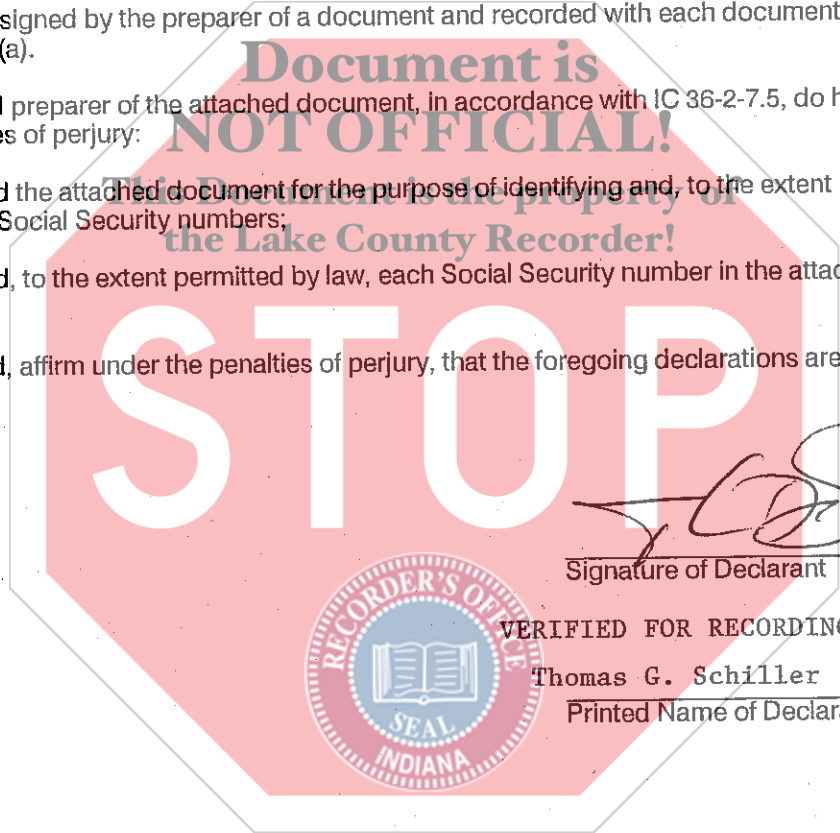 signed by the preparer of a document and recorded with each document
(a).
Document is
preparer of the attached document, in accordance with IC 36-2-7.5, do h
es of perjury:
NOT OFFICIAL!
d the attached document for the purpose of identifying and, to the extent
This Document is the property of
Social Security numbers;
the Lake County Recorder!
d, to the extent permitted by law, each Social Security number in the attac
STOP
d, affirm under the penalties of perjury, that the foregoing declarations are
Signature of Declarant
RECORDER'S OFFICE
VERIFIED FOR RECORDING
Thomas G. Schiller
Printed Name of Declar
SEAL
INDIANA